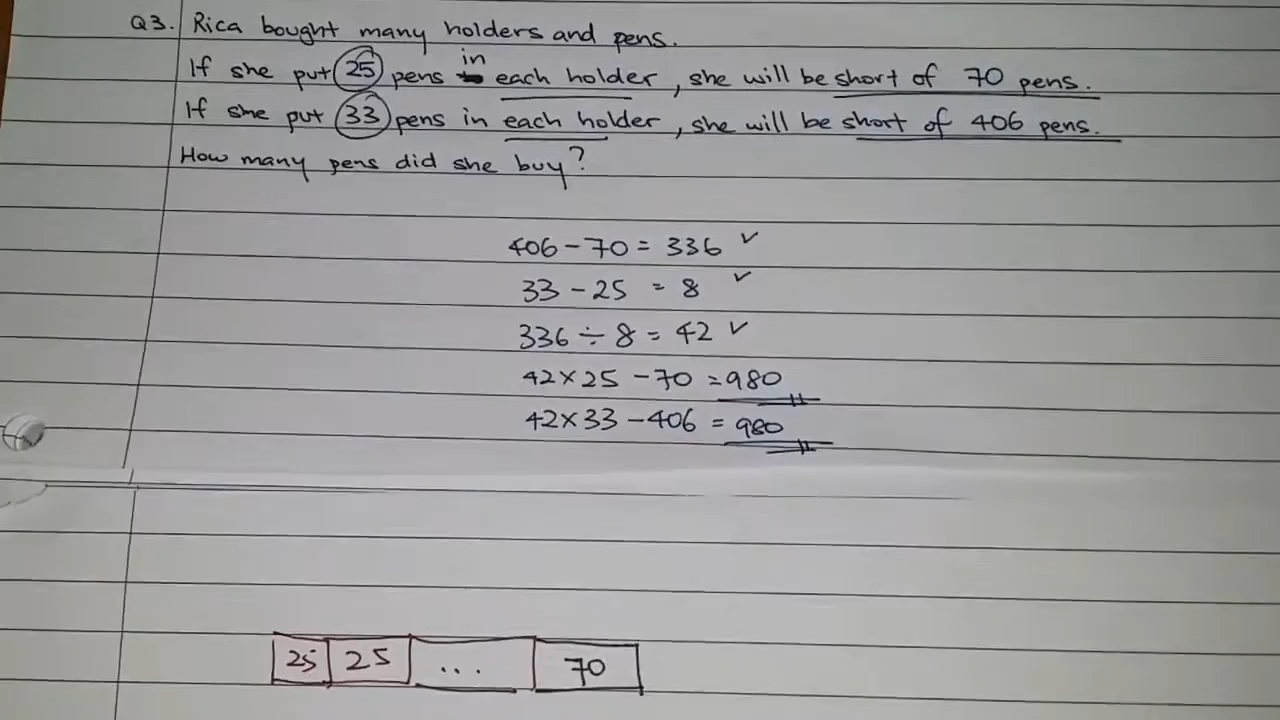 Q3. Rica bought many holders and pens.
If she put 25 pens in each holder, she will be short of 70 pens.
If she put 33 pens in each holder, she will be short of 406 pens.
How many pens did she buy?
406 - 70 = 336 ✓
33 - 25 = 8 ✓
336 ÷ 8 = 42 ✓
42 × 25 - 70 = 980
42 × 33 - 406 = 980
25 25 ... 70